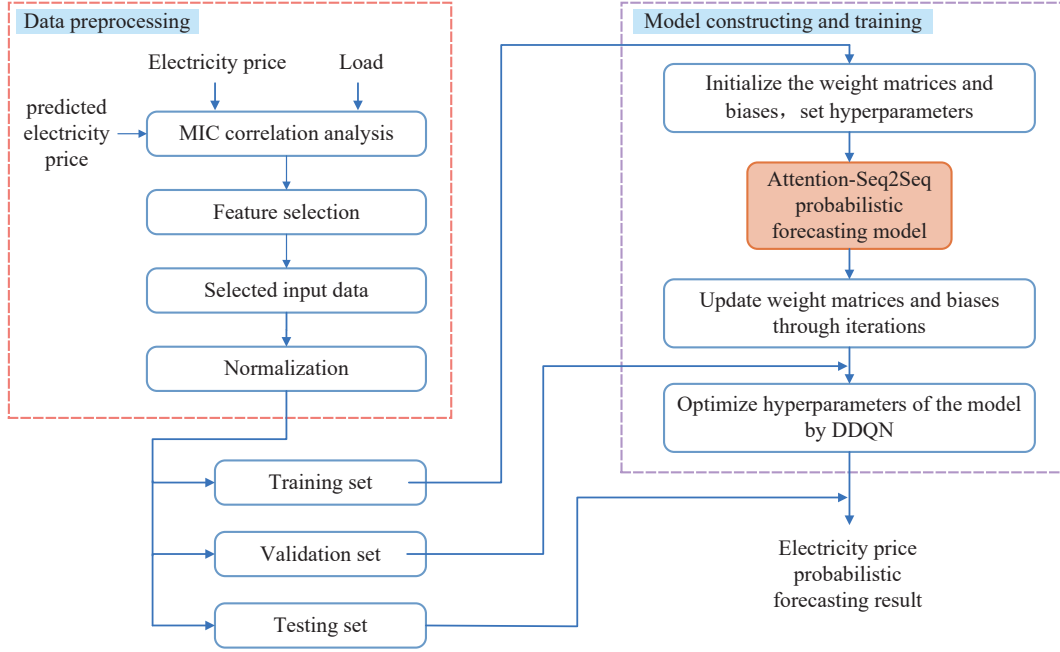 Data preprocessing
Electricity price
Load
predicted
electricity
price
MIC correlation analysis
Feature selection
Selected input data
Normalization
Training set
Validation set
Testing set
Model constructing and training
Initialize the weight matrices and
biases，set hyperparameters
Attention-Seq2Seq
probabilistic
forecasting model
Update weight matrices and biases
through iterations
Optimize hyperparameters of the model
by DDQN
Electricity price
probabilistic
forecasting result